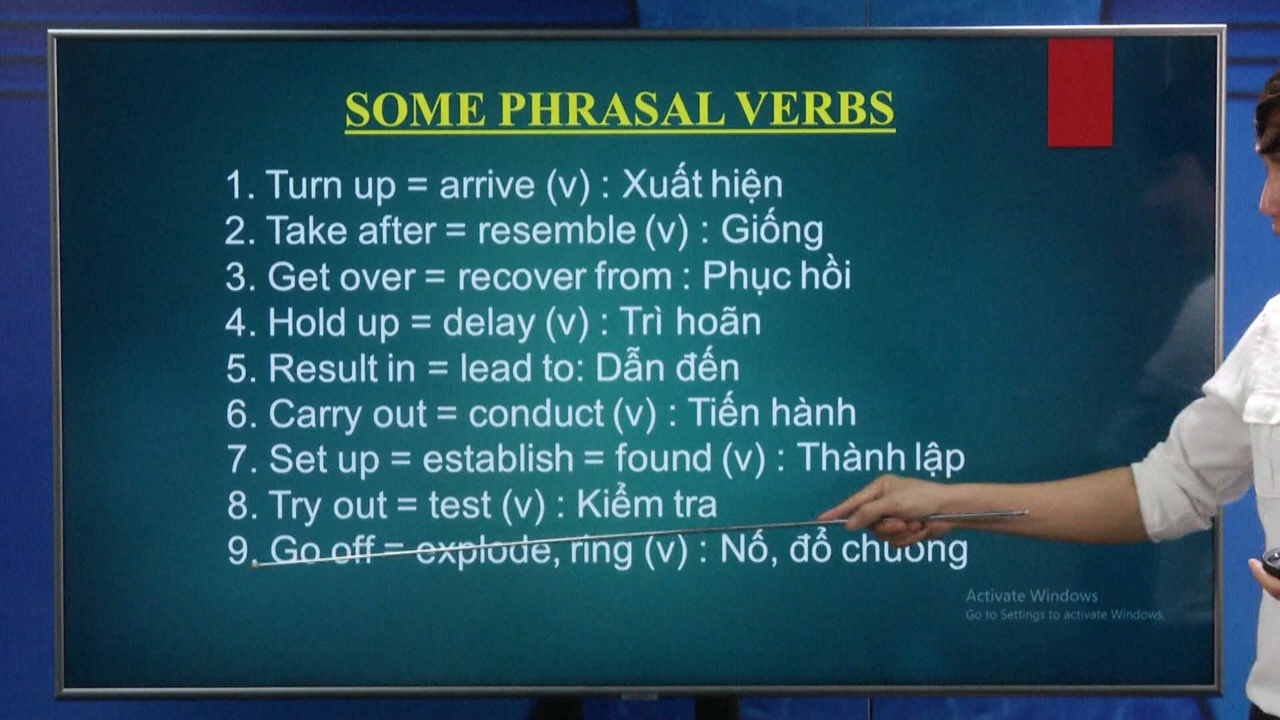 SOME PHRASAL VERBS
1. Turn up = arrive (v) : Xuất hiện
2. Take after = resemble (v) : Giống
3. Get over = recover from : Phục hồi
4. Hold up = delay (v) : Trì hoãn
5. Result in = lead to: Dẫn đến
6. Carry out = conduct (v) : Tiến hành
7. Set up = establish = found (v) : Thành lập
8. Try out = test (v) : Kiểm tra
9. Go off = explode, ring (v) : Nổ, đổ chuông
Activate Windows
Go to Settings to activate Windows.